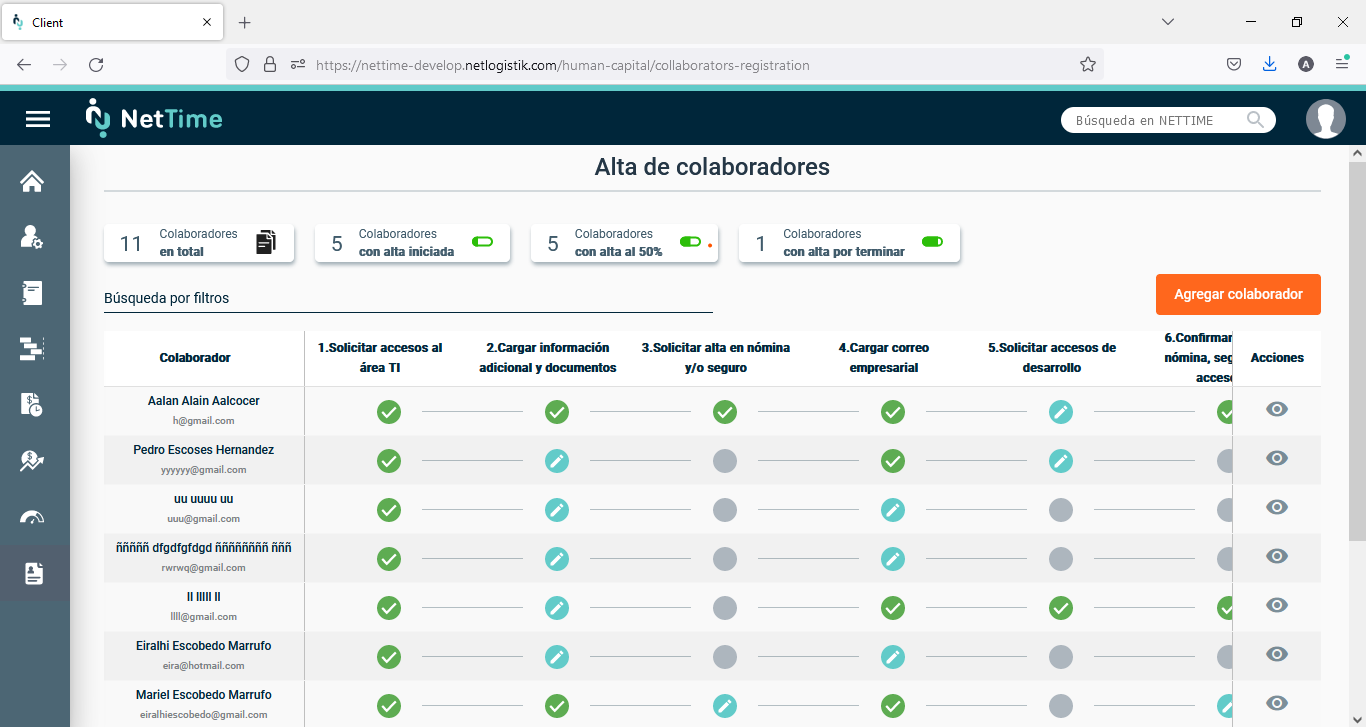 Client
https://nettime-develop.netlogistik.com/human-capital/collaborators-registration
A
NetTime
Búsqueda en NETTIME
Alta de colaboradores
11 Colaboradores
en total
5 Colaboradores
con alta iniciada
5 Colaboradores
con alta al 50%
1 Colaboradores
con alta por terminar
Búsqueda por filtros
Agregar colaborador
Colaborador
1.Solicitar accesos al
área TI
2.Cargar información
adicional y documentos
3.Solicitar alta en nómina
y/o seguro
4.Cargar correo
empresarial
5.Solicitar accesos de
desarrollo
6.Confirmar
nómina, seg
acceso
Acciones
Aalan Alain Aalcocer
h@gmail.com
Pedro Escoses Hernandez
yyyyyy@gmail.com
uu uuuu uu
uuu@gmail.com
ñññññ dfgdfgfdgd ññññññññ ñññ
rwrwq@gmail.com
ll lllll ll
llll@gmail.com
Eiralhi Escobedo Marrufo
eira@hotmail.com
Mariel Escobedo Marrufo
eiralhiescobedo@gmail.com